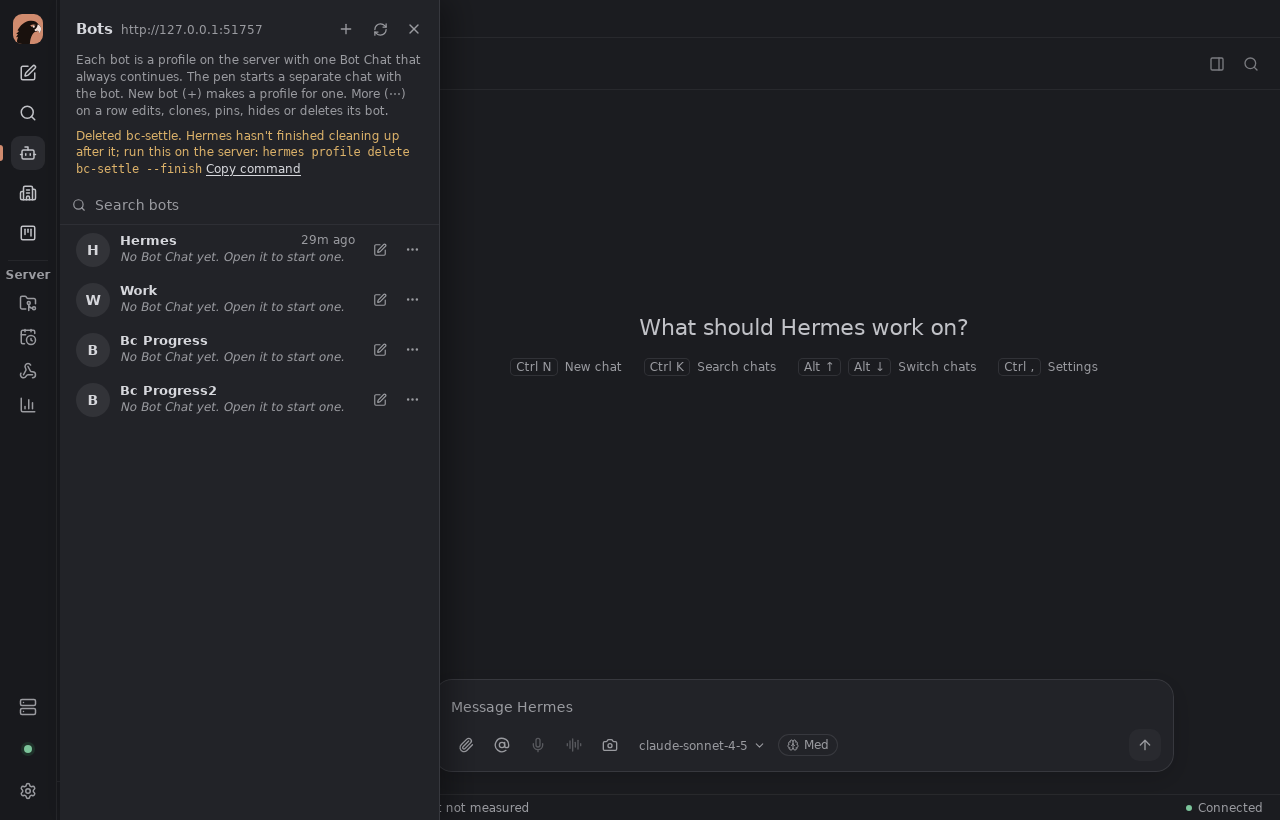 Bots http://127.0.0.1:51757
Each bot is a profile on the server with one Bot Chat that
always continues. The pen starts a separate chat with
the bot. New bot (+) makes a profile for one. More (···)
on a row edits, clones, pins, hides or deletes its bot.
Deleted bc-settle. Hermes hasn't finished cleaning up
after it; run this on the server: hermes profile delete
bc-settle --finish Copy command
Search bots
H Hermes 29m ago
No Bot Chat yet. Open it to start one.
W Work
No Bot Chat yet. Open it to start one.
B Bc Progress
No Bot Chat yet. Open it to start one.
B Bc Progress2
No Bot Chat yet. Open it to start one.
Server
What should Hermes work on?
Ctrl N New chat Ctrl K Search chats Alt ↑ Alt ↓ Switch chats Ctrl , Settings
Message Hermes
claude-sonnet-4-5 Med
not measured Connected